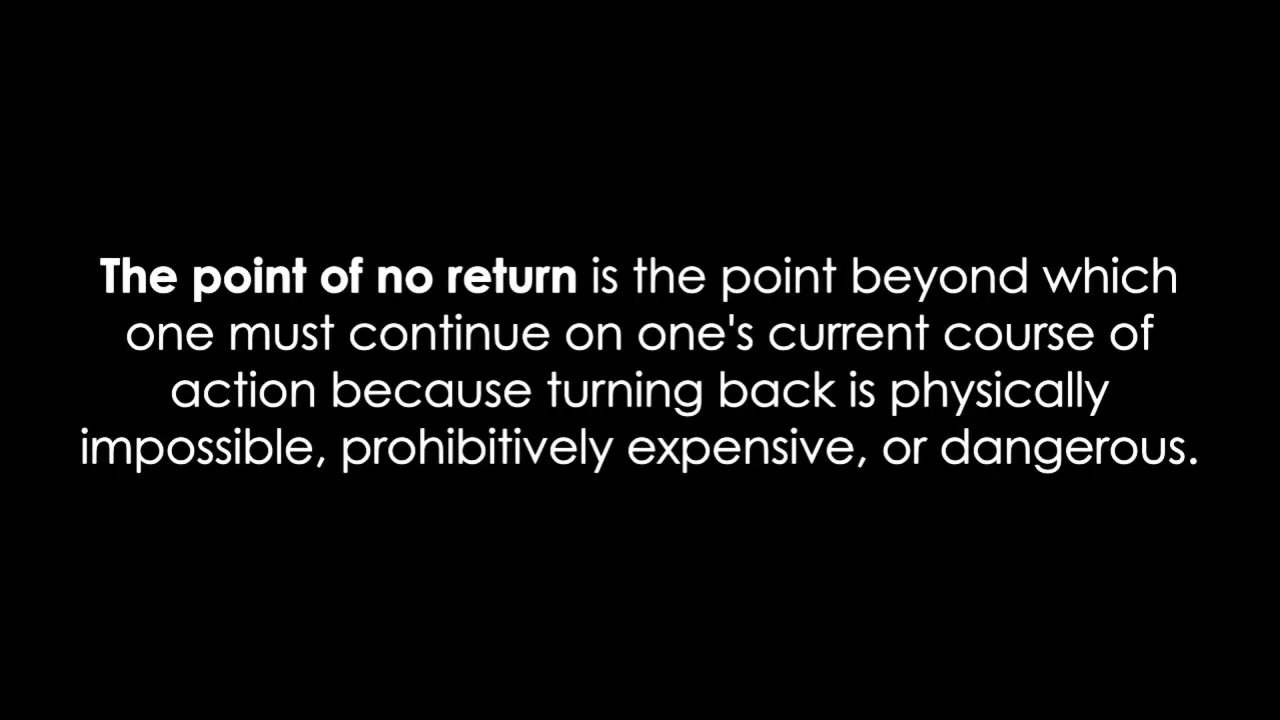 The point of no return is the point beyond which
one must continue on one's current course of
action because turning back is physically
impossible, prohibitively expensive, or dangerous.